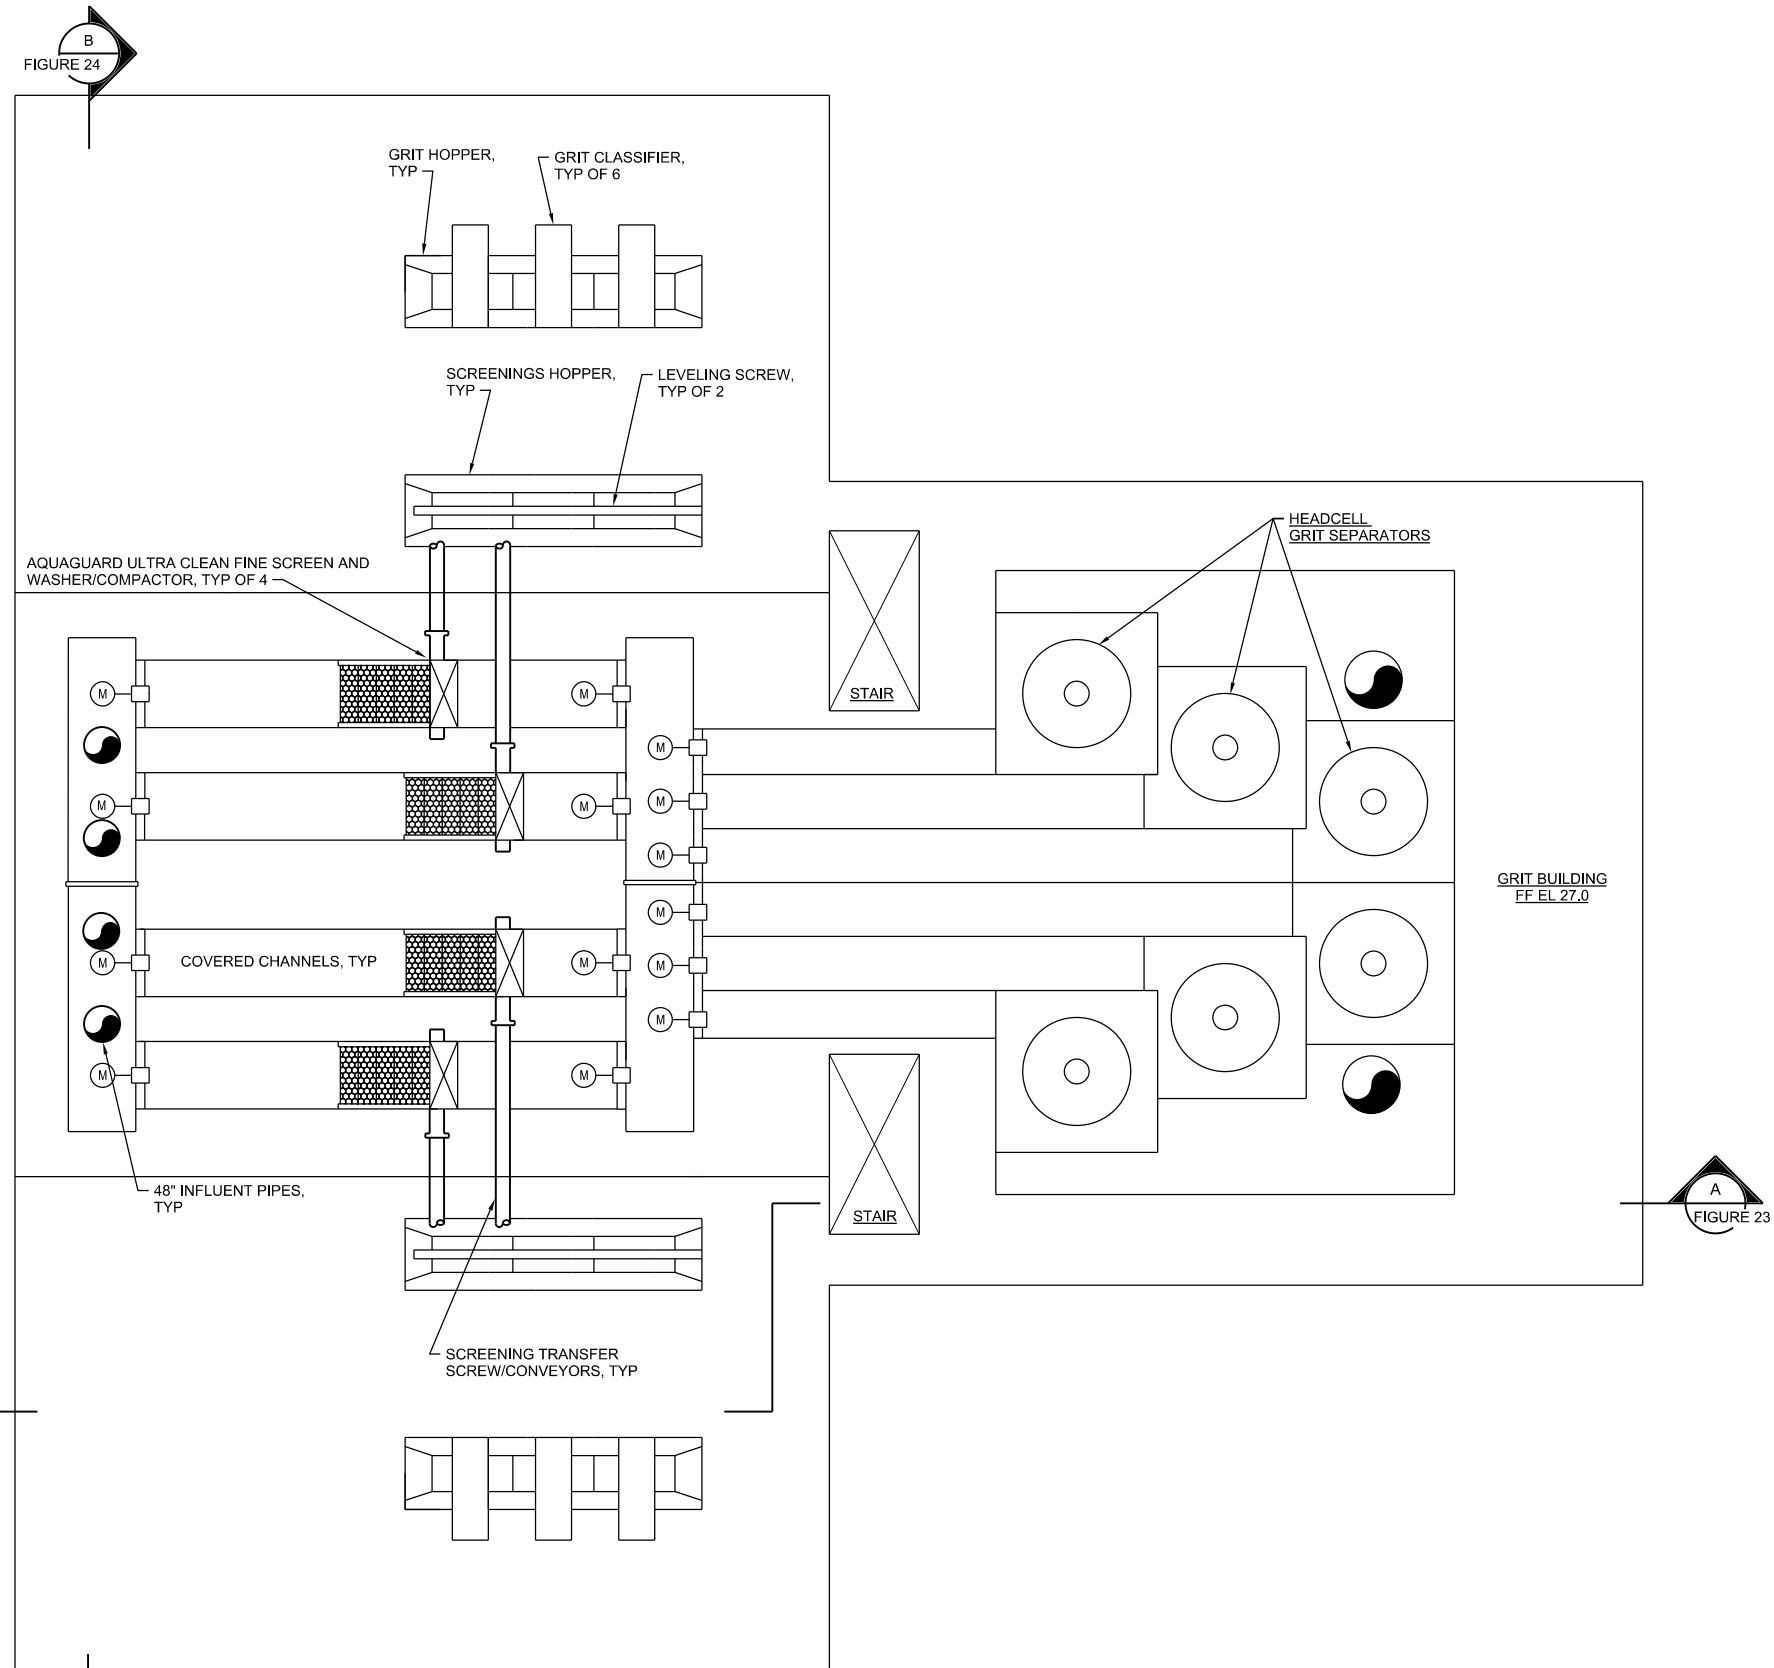 B
FIGURE 24
GRIT HOPPER,
TYP
GRIT CLASSIFIER,
TYP OF 6
SCREENINGS HOPPER,
TYP
LEVELING SCREW,
TYP OF 2
HEADCELL
GRIT SEPARATORS
AQUAGUARD ULTRA CLEAN FINE SCREEN AND
WASHER/COMPACTOR, TYP OF 4
STAIR
M
M
M
M
M
M
M
GRIT BUILDING
FF EL 27.0
M
M
COVERED CHANNELS, TYP
M
M
M
M
M
48" INFLUENT PIPES,
TYP
STAIR
A
FIGURE 23
SCREENING TRANSFER
SCREW/CONVEYORS, TYP